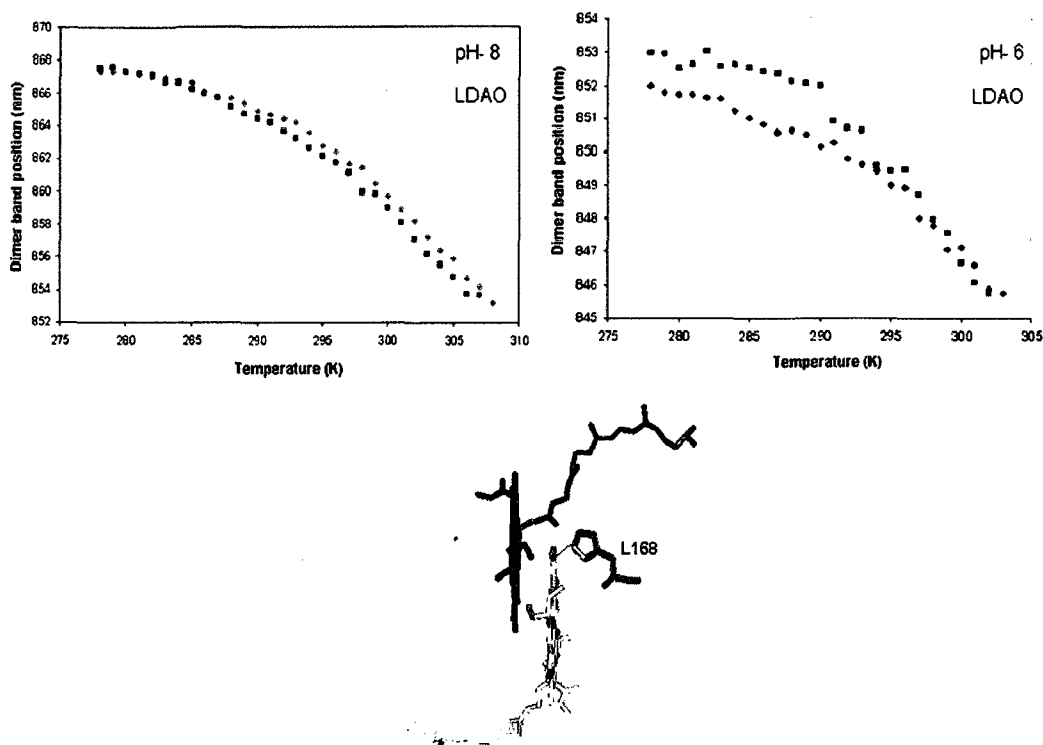 870
868
866
864
862
860
858
856
854
852
Dimer band position (nm)
pH- 8
LDAO
275 280 285 290 295 300 305 310
Temperature (K)
854
853
852
851
850
849
848
847
846
845
Dimer band position (nm)
pH- 6
LDAO
275 280 285 290 295 300 305
Temperature (K)
L168